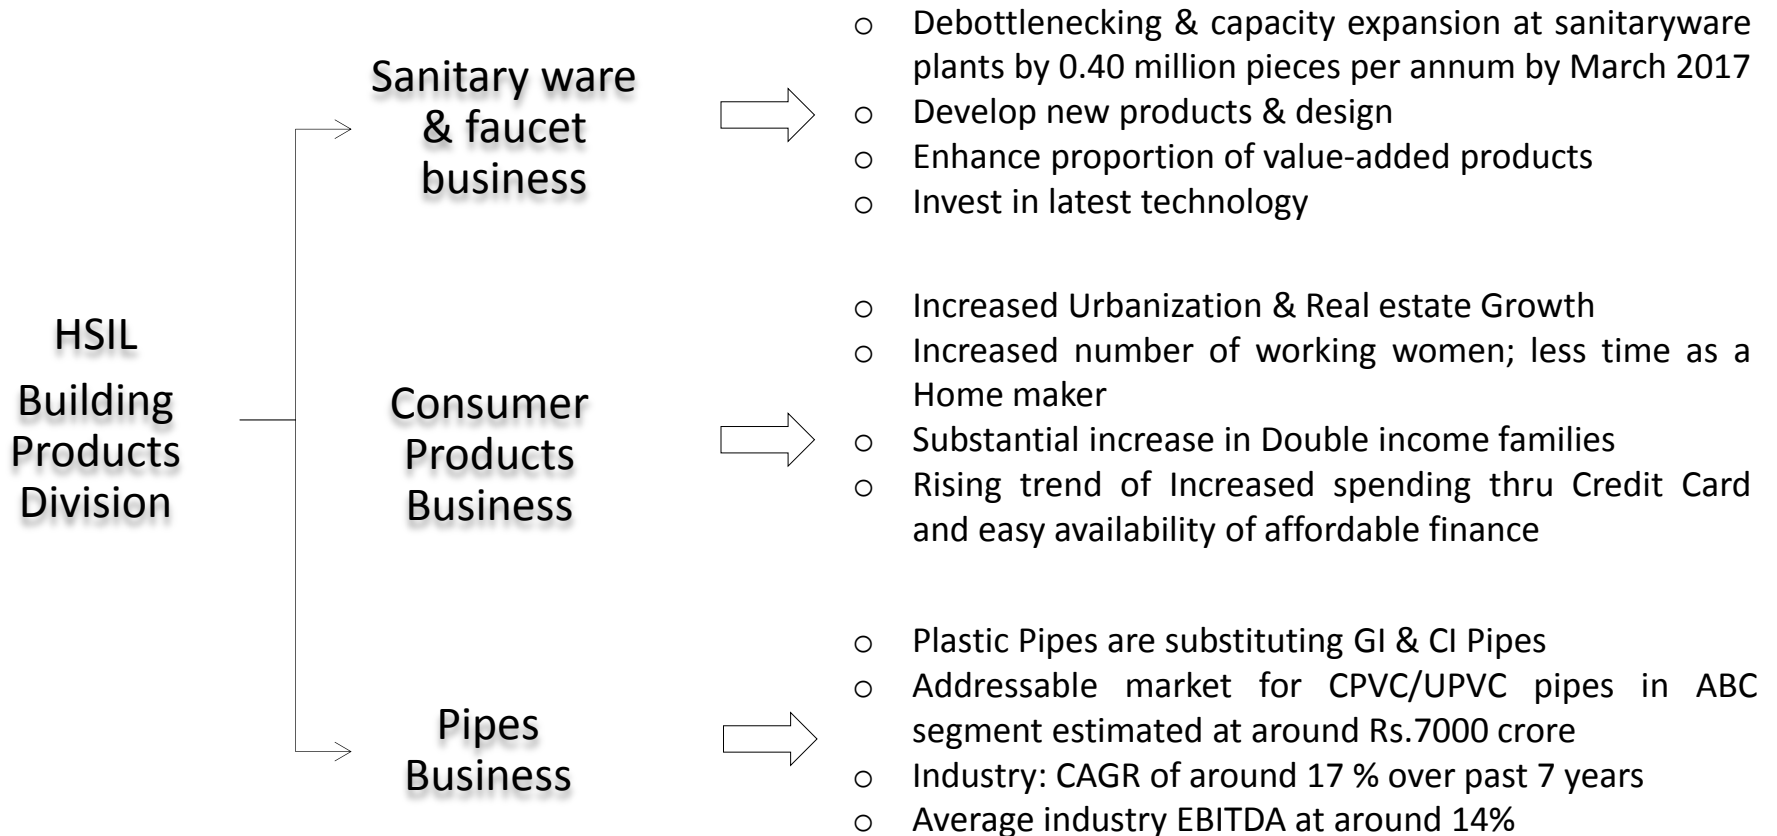 HSIL
Building
Products
Division
Sanitary ware
& faucet
business
o Debottlenecking & capacity expansion at sanitaryware
plants by 0.40 million pieces per annum by March 2017
o Develop new products & design
o Enhance proportion of value-added products
o Invest in latest technology
Consumer
Products
Business
o Increased Urbanization & Real estate Growth
o Increased number of working women; less time as a
Home maker
o Substantial increase in Double income families
o Rising trend of Increased spending thru Credit Card
and easy availability of affordable finance
Pipes
Business
o Plastic Pipes are substituting GI & CI Pipes
o Addressable market for CPVC/UPVC pipes in ABC
segment estimated at around Rs.7000 crore
o Industry: CAGR of around 17 % over past 7 years
o Average industry EBITDA at around 14%